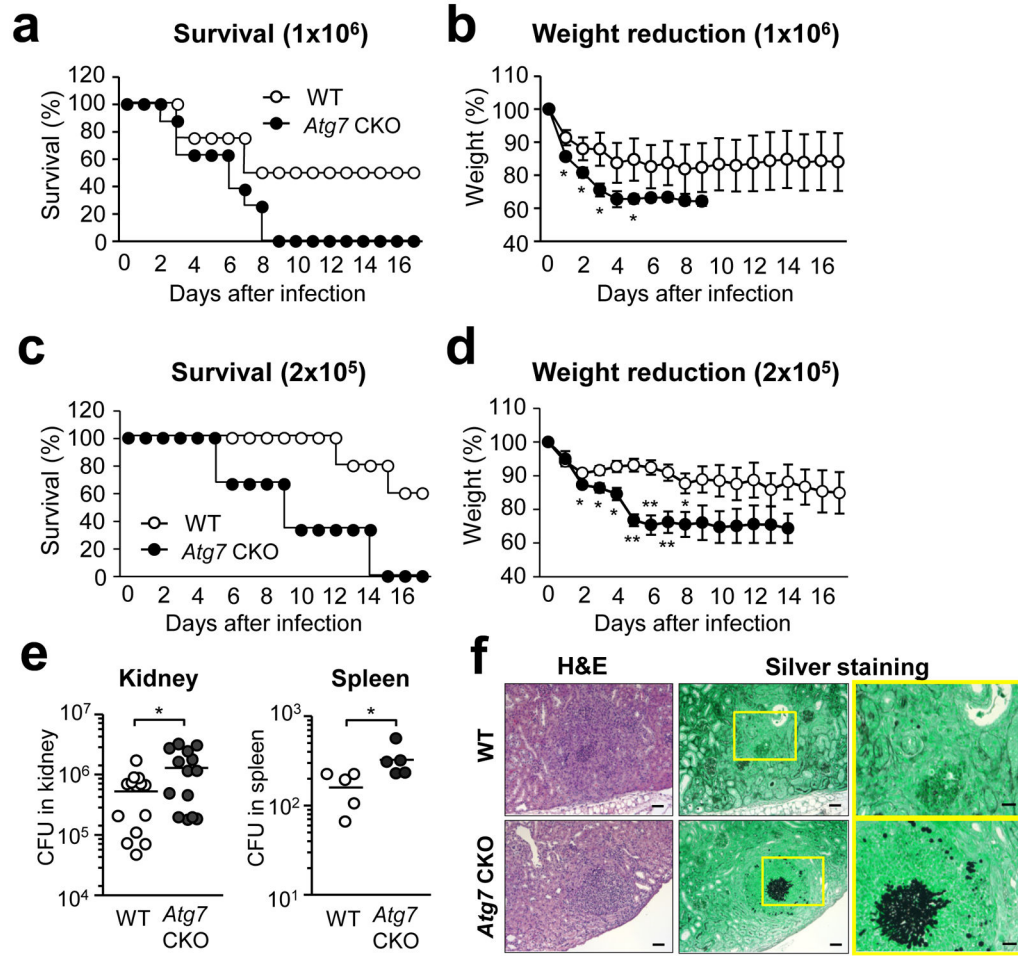 a
Survival (1x10⁶)
Survival (%)
120
100
80
60
40
20
0
WT
Atg7 CKO
0 2 4 6 8 10 12 14 16
Days after infection
b
Weight reduction (1x10⁶)
Weight (%)
110
100
90
80
60
40
* * * *
0 2 4 6 8 10 12 14 16
Days after infection
c
Survival (2x10⁵)
Survival (%)
120
100
80
60
40
20
0
WT
Atg7 CKO
0 2 4 6 8 10 12 14 16
Days after infection
d
Weight reduction (2x10⁵)
Weight (%)
110
100
90
80
60
40
* * * ** ** ** *
0 2 4 6 8 10 12 14 16
Days after infection
e
Kidney
CFU in kidney
10⁷
10⁶
10⁵
10⁴
*
WT Atg7
CKO
Spleen
CFU in spleen
10³
10²
10¹
*
WT Atg7
CKO
f
H&E Silver staining
WT
Atg7 CKO